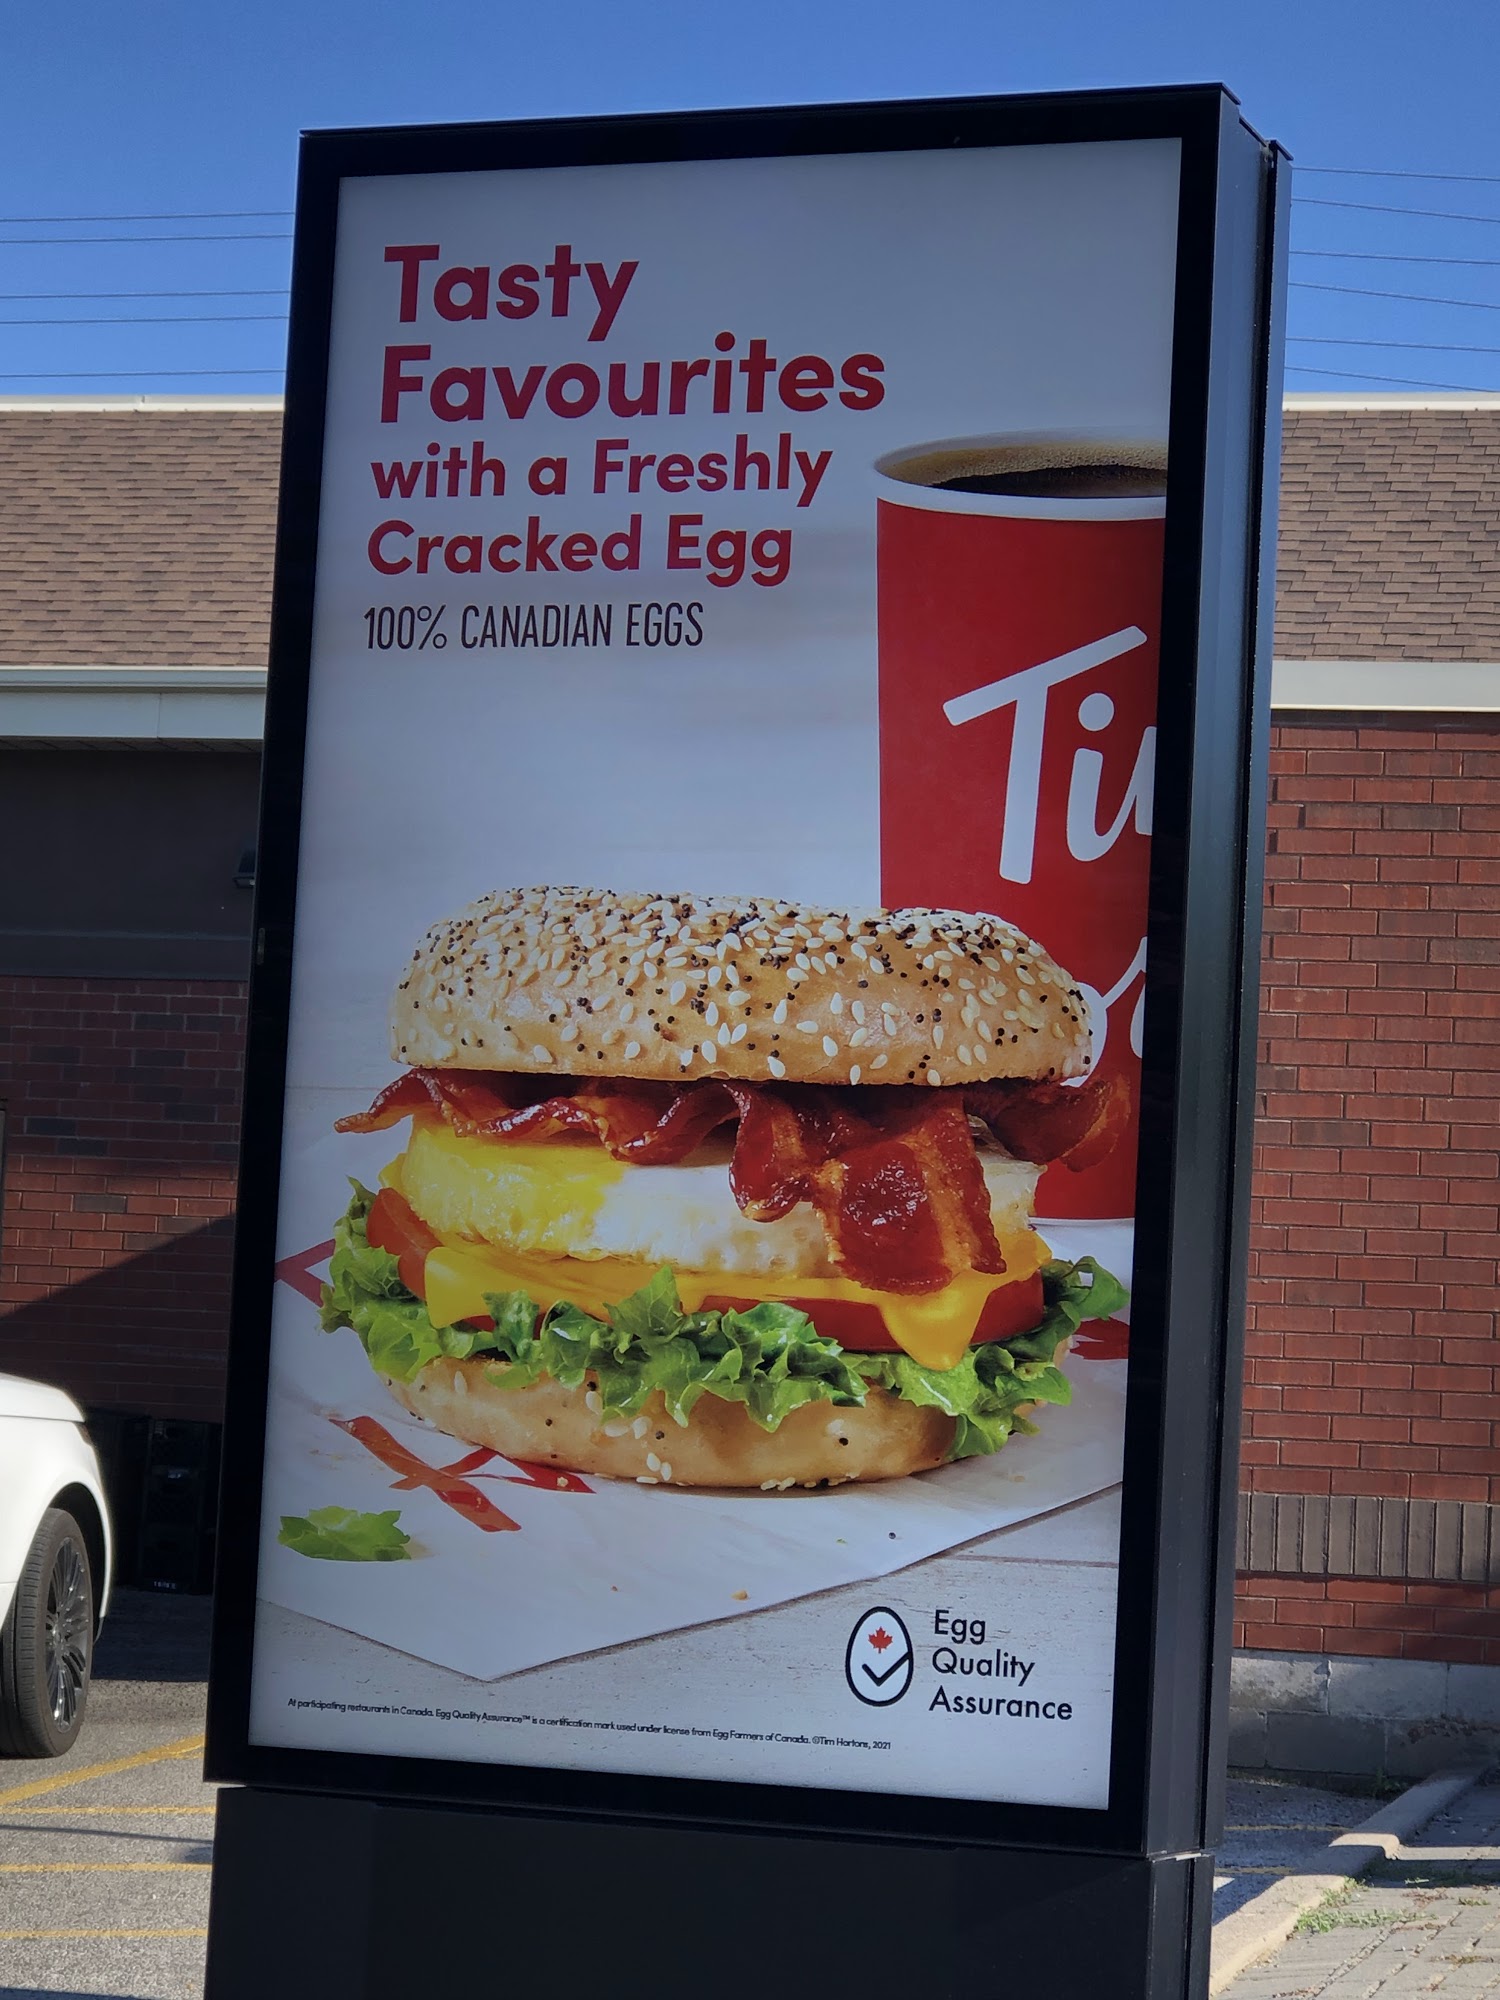 Tasty
Favourites
with a Freshly
Cracked Egg
100% CANADIAN EGGS
Egg
Quality
Assurance
At participating restaurants in Canada. Egg Quality Assurance™ is a certification mark used under license from Egg Farmers of Canada. ©Tim Hortons, 2021